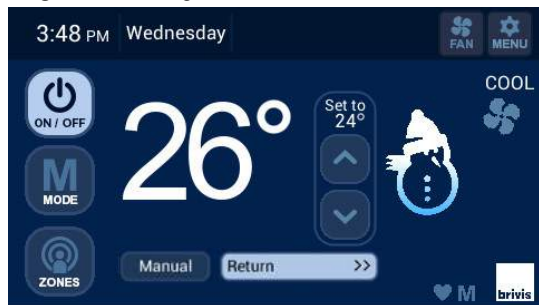 3:48 PM Wednesday
FAN
MENU
ON / OFF
COOL
26°
Set to
24°
M
MODE
ZONES
Manual
Return >>
M
brivis